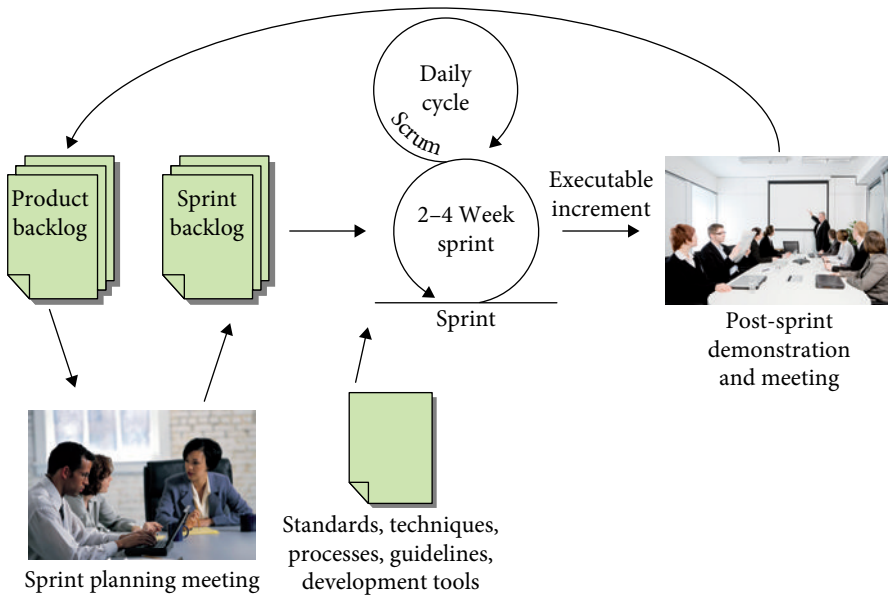 Daily
cycle
Scrum
Product
backlog
Sprint
backlog
2–4 Week
sprint
Executable
increment
Sprint
Post-sprint
demonstration
and meeting
Standards, techniques,
processes, guidelines,
development tools
Sprint planning meeting